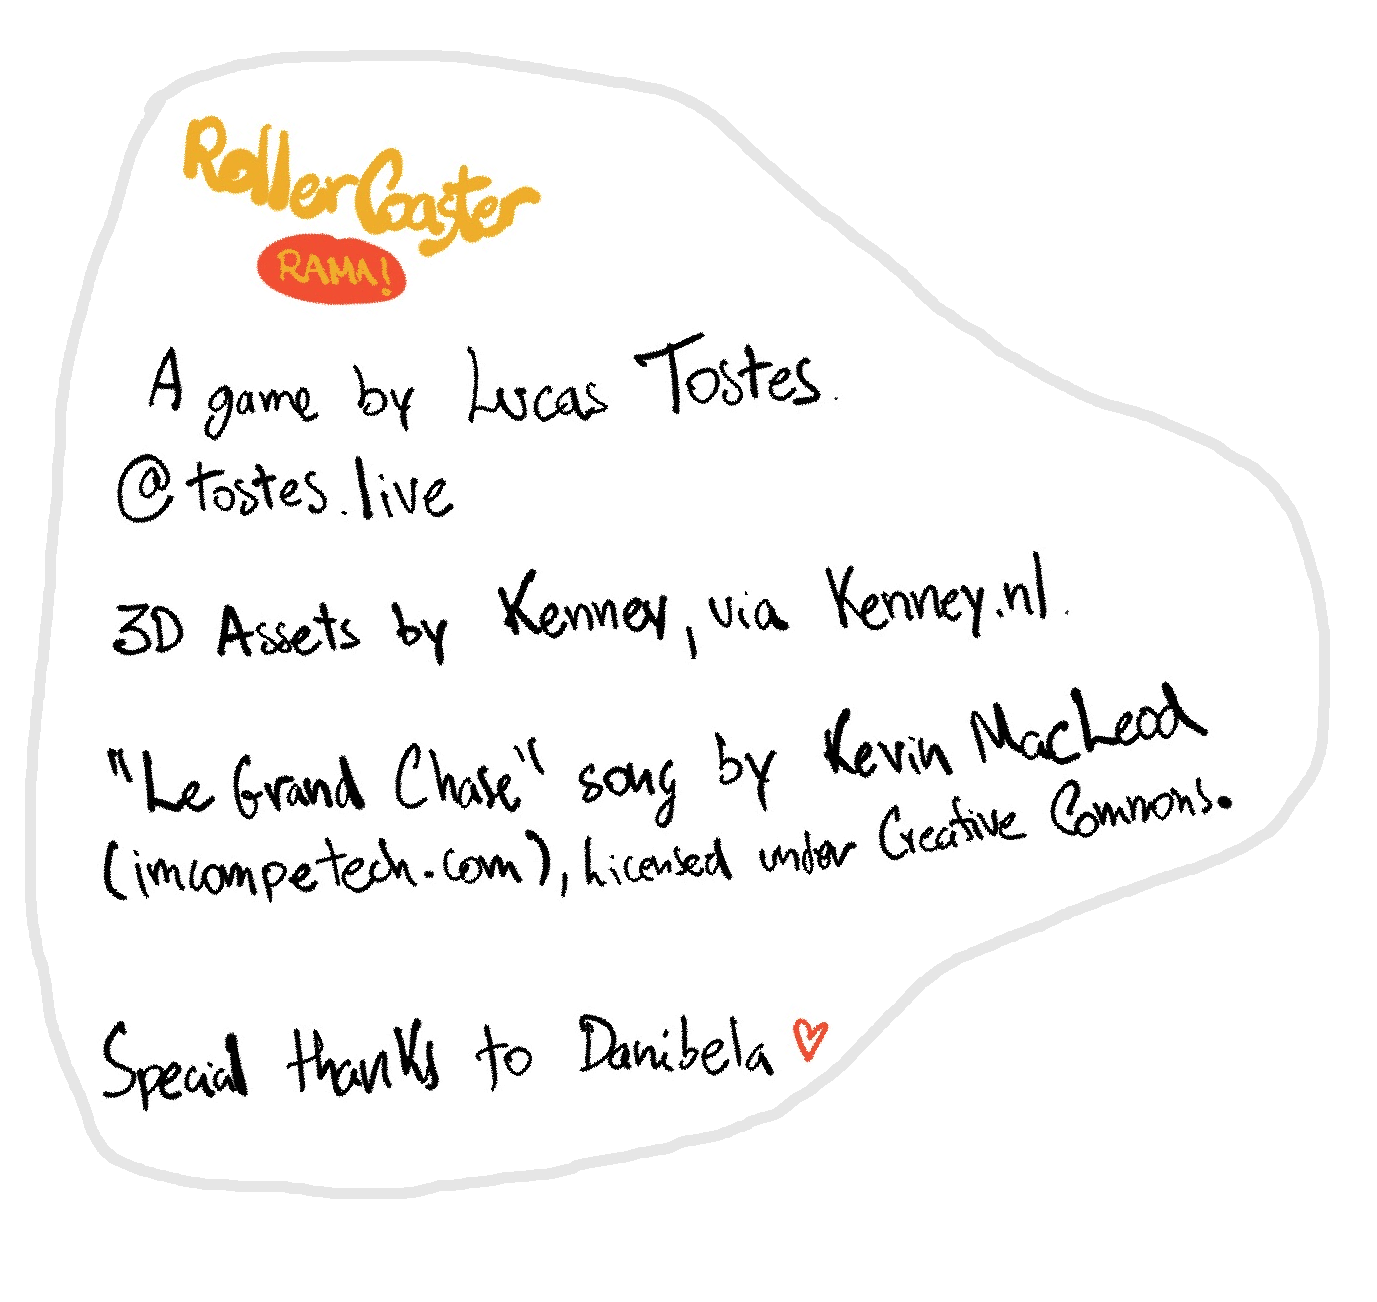 RollerCoaster
RAMA!
A game by Lucas Tostes.
@tostes.live
3D Assets by Kenney, via Kenney.nl.
"Le Grand Chase" song by Kevin MacLeod
(imcompetech.com), Licensed under Creative Commons.
Special thanks to Danibela